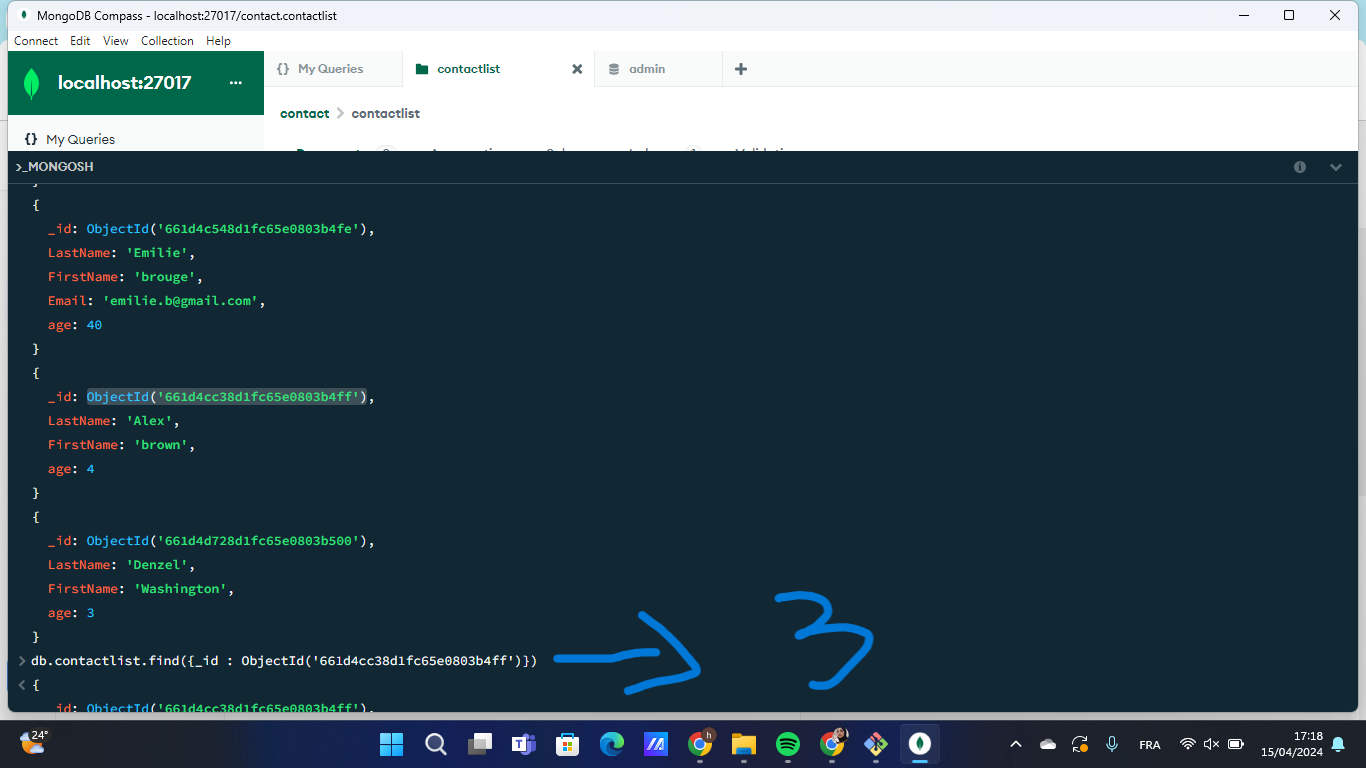 MongoDB Compass - localhost:27017/contact.contactlist
Connect Edit View Collection Help
localhost:27017 ...
{} My Queries
contactlist
admin
contact > contactlist
{} My Queries
>_MONGOSH
{
_id: ObjectId('661d4c548d1fc65e0803b4fe'),
LastName: 'Emilie',
FirstName: 'brouge',
Email: 'emilie.b@gmail.com',
age: 40
}
{
_id: ObjectId('661d4cc38d1fc65e0803b4ff'),
LastName: 'Alex',
FirstName: 'brown',
age: 4
}
{
_id: ObjectId('661d4d728d1fc65e0803b500'),
LastName: 'Denzel',
FirstName: 'Washington',
age: 3
}
> db.contactlist.find({_id : ObjectId('661d4cc38d1fc65e0803b4ff')})
3
< {
_id: ObjectId('661d4cc38d1fc65e0803b4ff'),
24°
FRA
17:18
15/04/2024